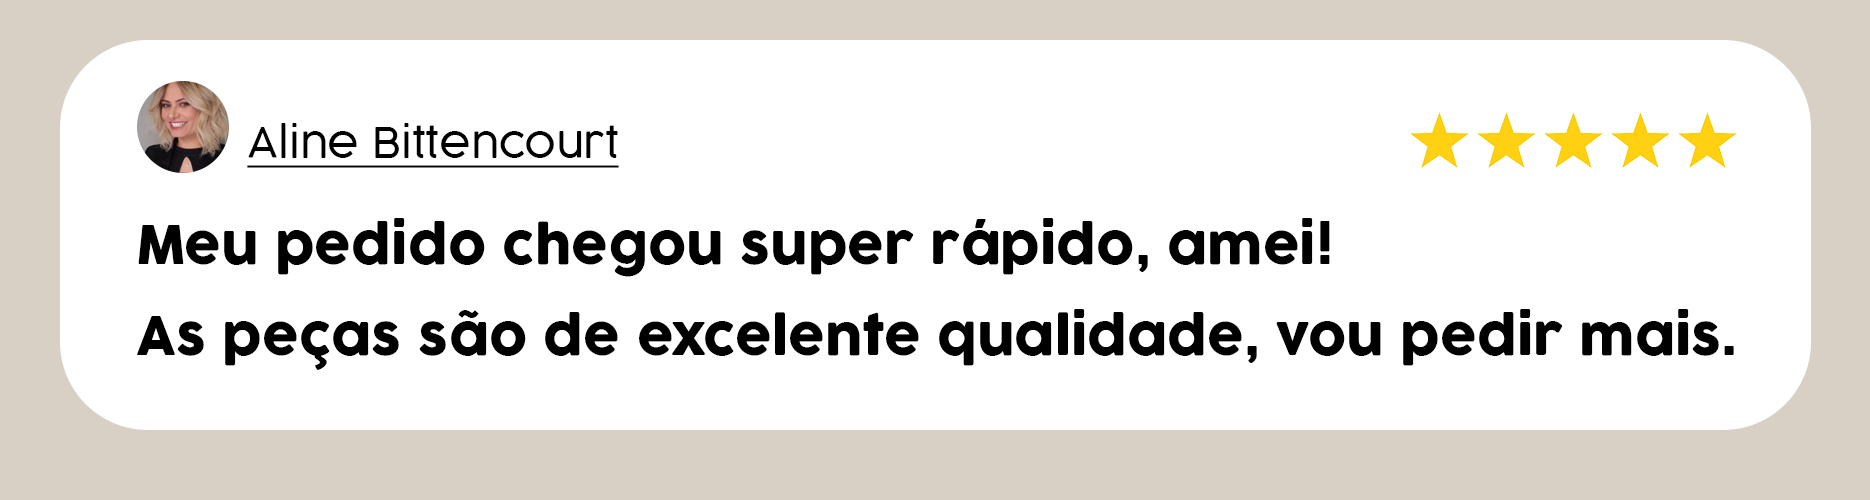 Aline Bittencourt
Meu pedido chegou super rápido, amei!
As peças são de excelente qualidade, vou pedir mais.